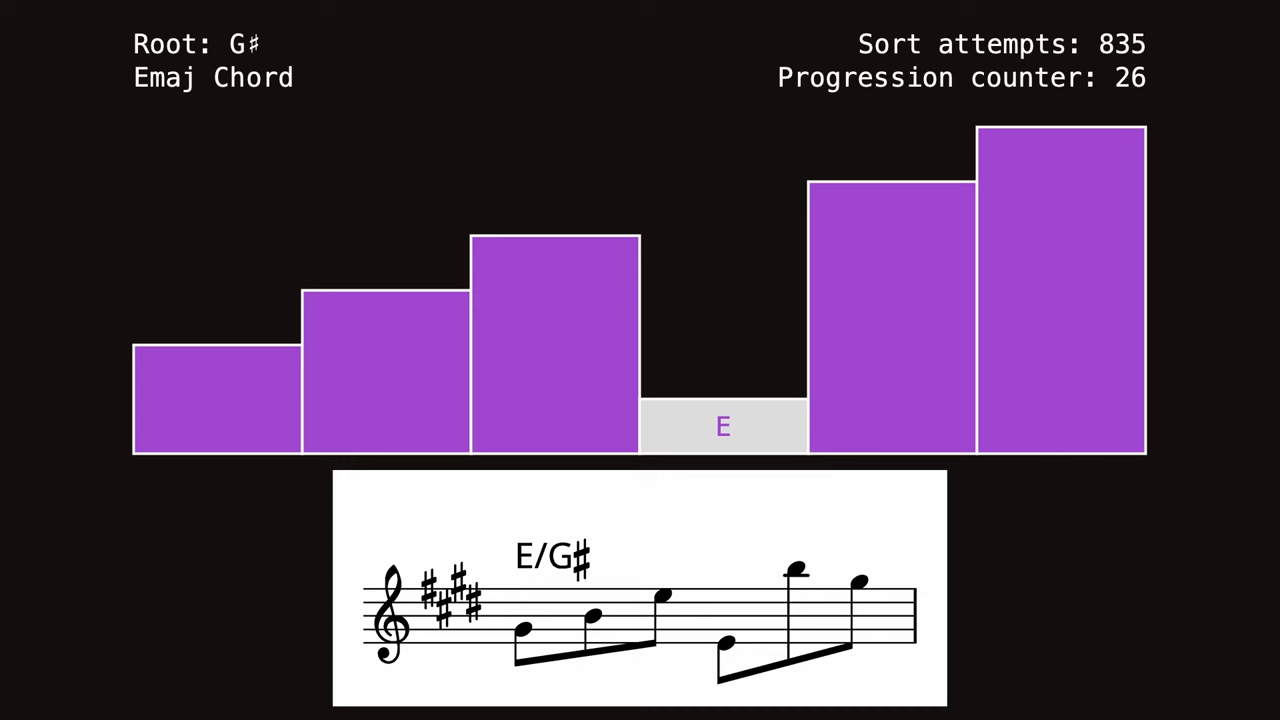 Root: G♯
Emaj Chord
Sort attempts: 835
Progression counter: 26
E
E/G♯